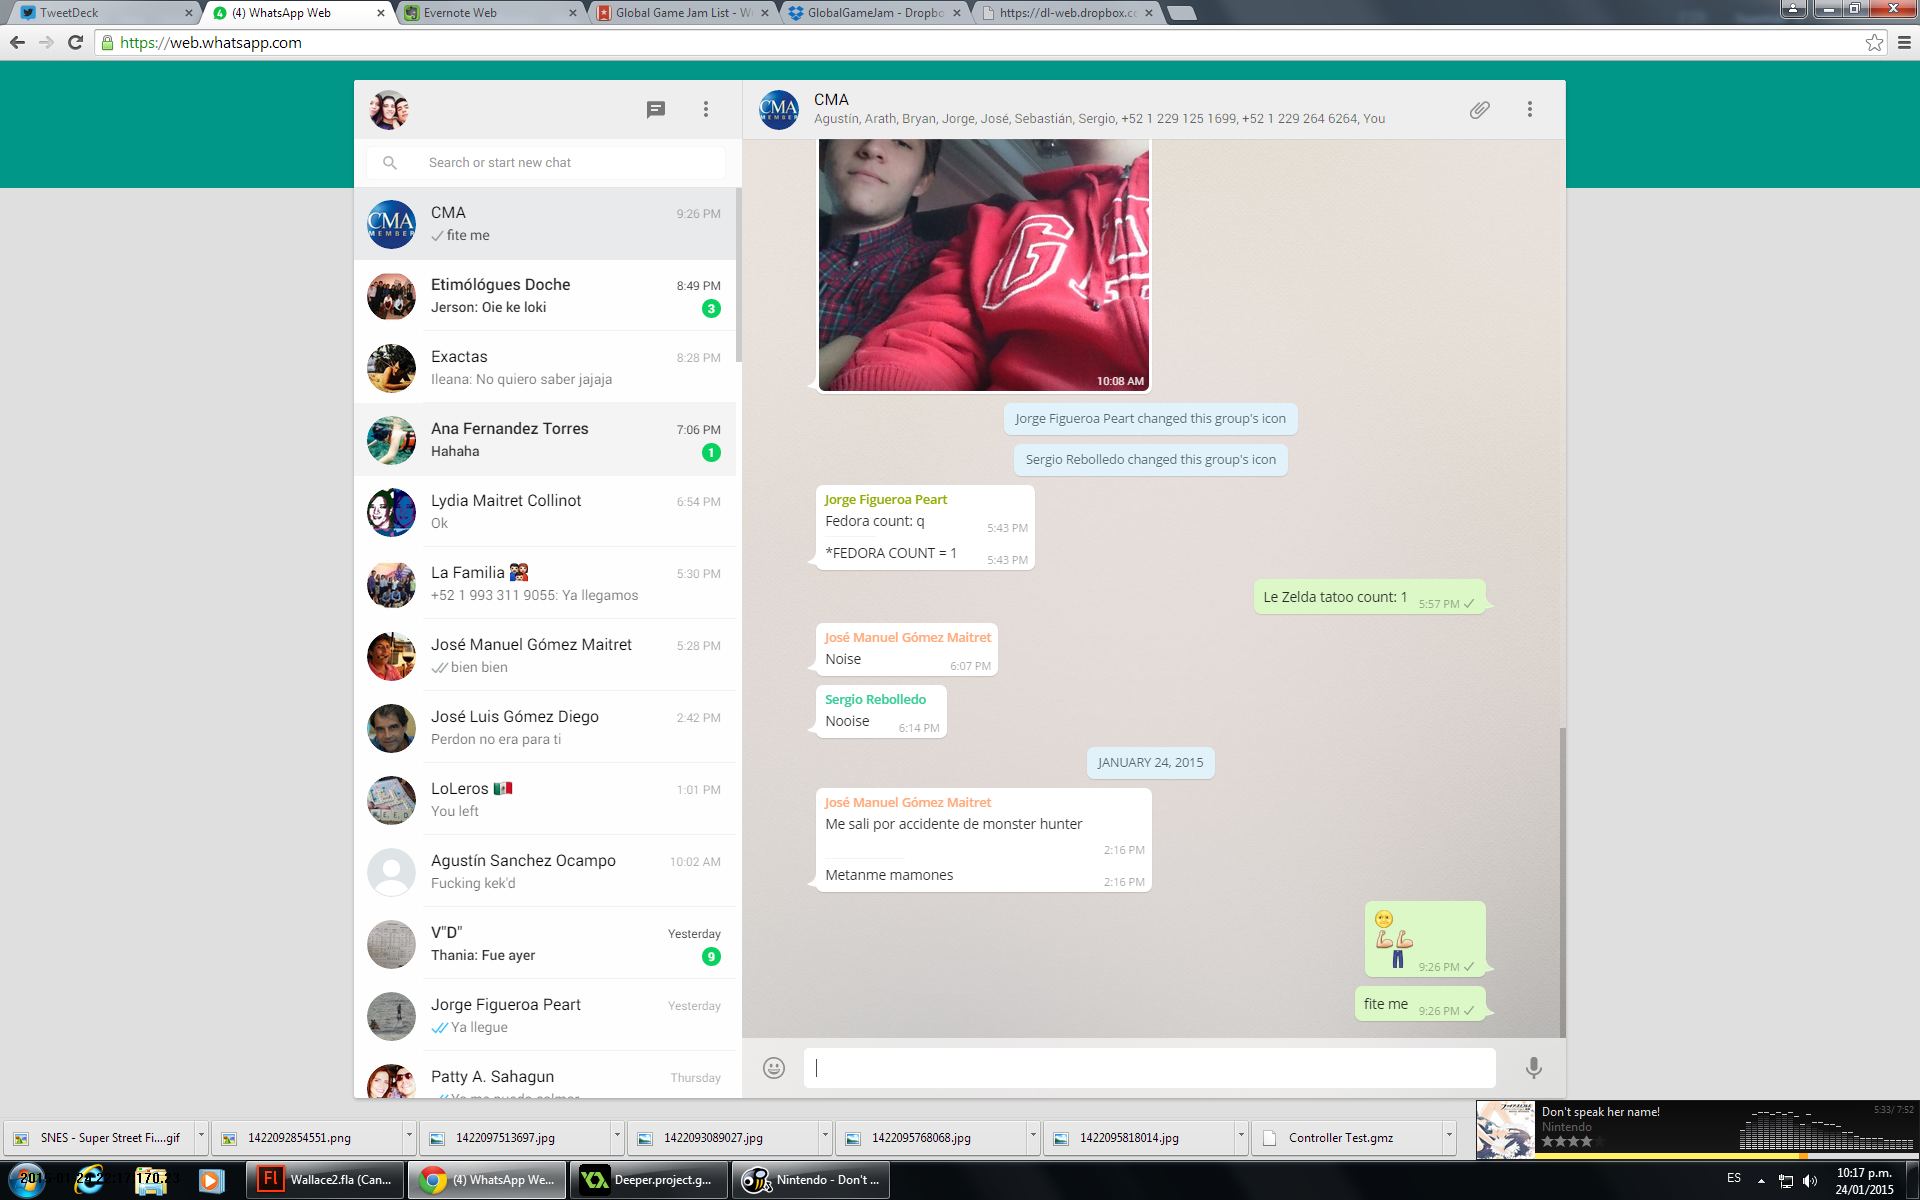 TweetDeck
(4) WhatsApp Web
Evernote Web
Global Game Jam List - W
GlobalGameJam - Dropbo
https://dl-web.dropbox.co
https://web.whatsapp.com
Search or start new chat
CMA
MEMBER
CMA
9:26 PM
fite me
Etimólógues Doche
8:49 PM
Jerson: Oie ke loki
3
Exactas
8:28 PM
Ileana: No quiero saber jajaja
Ana Fernandez Torres
7:06 PM
Hahaha
1
Lydia Maitret Collinot
6:54 PM
Ok
La Familia
5:30 PM
+52 1 993 311 9055: Ya llegamos
José Manuel Gómez Maitret
5:28 PM
bien bien
José Luis Gómez Diego
2:42 PM
Perdon no era para ti
LoLeros
1:01 PM
You left
Agustín Sanchez Ocampo
10:02 AM
Fucking kek'd
V"D"
Yesterday
Thania: Fue ayer
9
Jorge Figueroa Peart
Yesterday
Ya llegue
Patty A. Sahagun
Thursday
CMA
CMA
Agustín, Arath, Bryan, Jorge, José, Sebastián, Sergio, +52 1 229 125 1699, +52 1 229 264 6264, You
G
10:08 AM
Jorge Figueroa Peart changed this group's icon
Sergio Rebolledo changed this group's icon
Jorge Figueroa Peart
Fedora count: q
5:43 PM
*FEDORA COUNT = 1
5:43 PM
Le Zelda tatoo count: 1
5:57 PM
José Manuel Gómez Maitret
Noise
6:07 PM
Sergio Rebolledo
Nooise
6:14 PM
JANUARY 24, 2015
José Manuel Gómez Maitret
Me sali por accidente de monster hunter
2:16 PM
Metanme mamones
2:16 PM
9:26 PM
fite me
9:26 PM
SNES - Super Street Fi....gif
1422092854551.png
1422097513697.jpg
1422093089027.jpg
1422095768068.jpg
1422095818014.jpg
Controller Test.gmz
Don't speak her name!
5:33/ 7:52
Nintendo
Wallace2.fla (Can...
(4) WhatsApp We...
Deeper.project.g...
Nintendo - Don't ...
ES
10:17 p.m.
24/01/2015